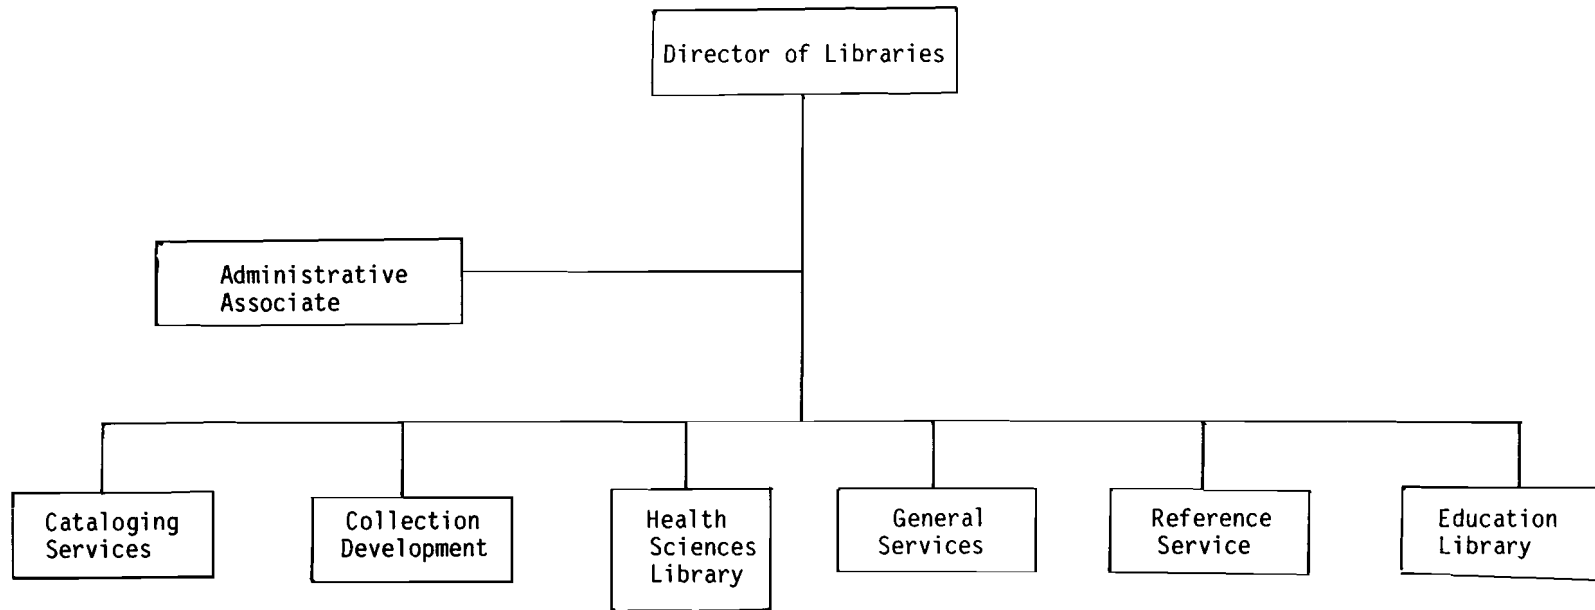 Director of Libraries
Administrative
Associate
Cataloging
Services
Collection
Development
Health
Sciences
Library
General
Services
Reference
Service
Education
Library